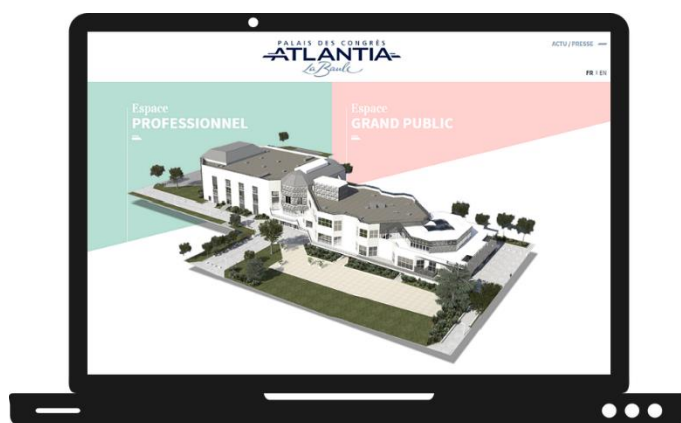 PALAIS DES CONGRÈS
ATLANTIA
La Baule
ACTU / PRESSE
FR I EN
Espace
PROFESSIONNEL
Espace
GRAND PUBLIC